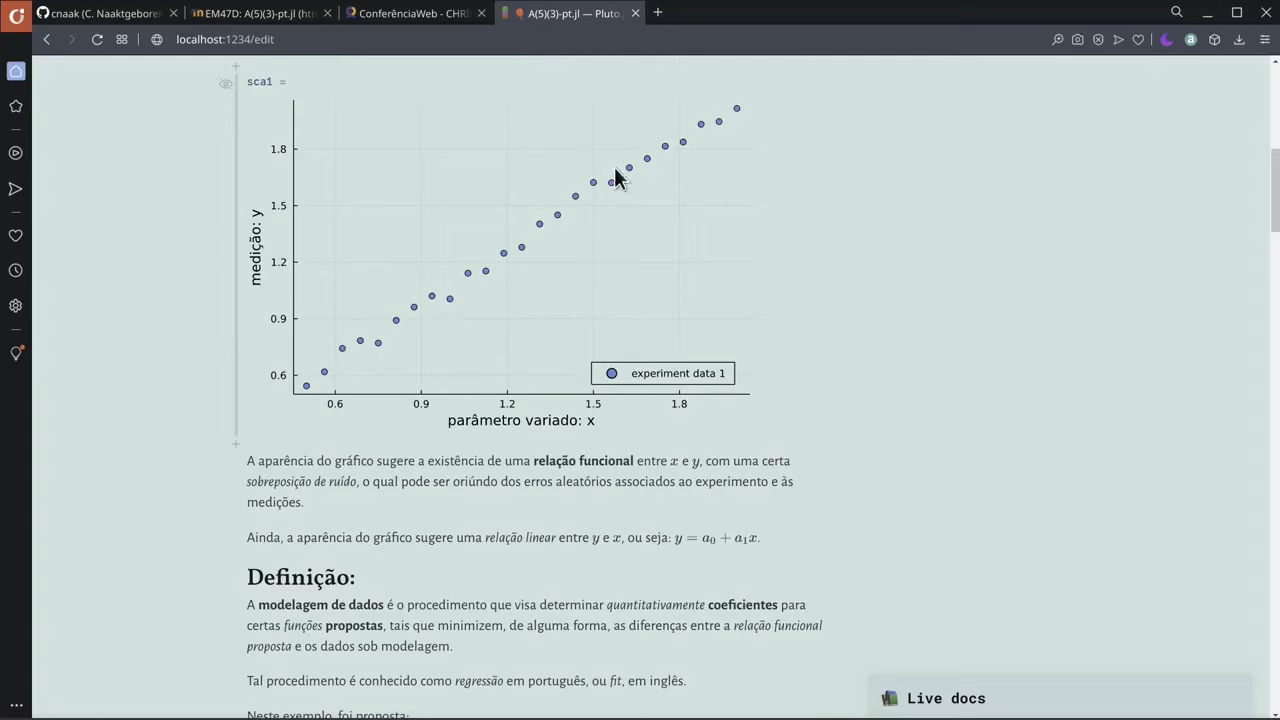 cnaak (C. Naaktgeborer
EM47D: A(5)(3)-pt.jl (htn
ConferênciaWeb - CHRI
A(5)(3)-pt.jl — Pluto.
localhost:1234/edit
sca1 =
1.8
1.5
1.2
0.9
0.6
medição: y
experiment data 1
0.6 0.9 1.2 1.5 1.8
parâmetro variado: x
A aparência do gráfico sugere a existência de uma relação funcional entre x e y, com uma certa
sobreposição de ruído, o qual pode ser oriúndo dos erros aleatórios associados ao experimento e às
medições.
Ainda, a aparência do gráfico sugere uma relação linear entre y e x, ou seja: y = a₀ + a₁x.
Definição:
A modelagem de dados é o procedimento que visa determinar quantitativamente coeficientes para
certas funções propostas, tais que minimizem, de alguma forma, as diferenças entre a relação funcional
proposta e os dados sob modelagem.
Tal procedimento é conhecido como regressão em português, ou fit, em inglês.
Neste exemplo, foi proposta:
Live docs